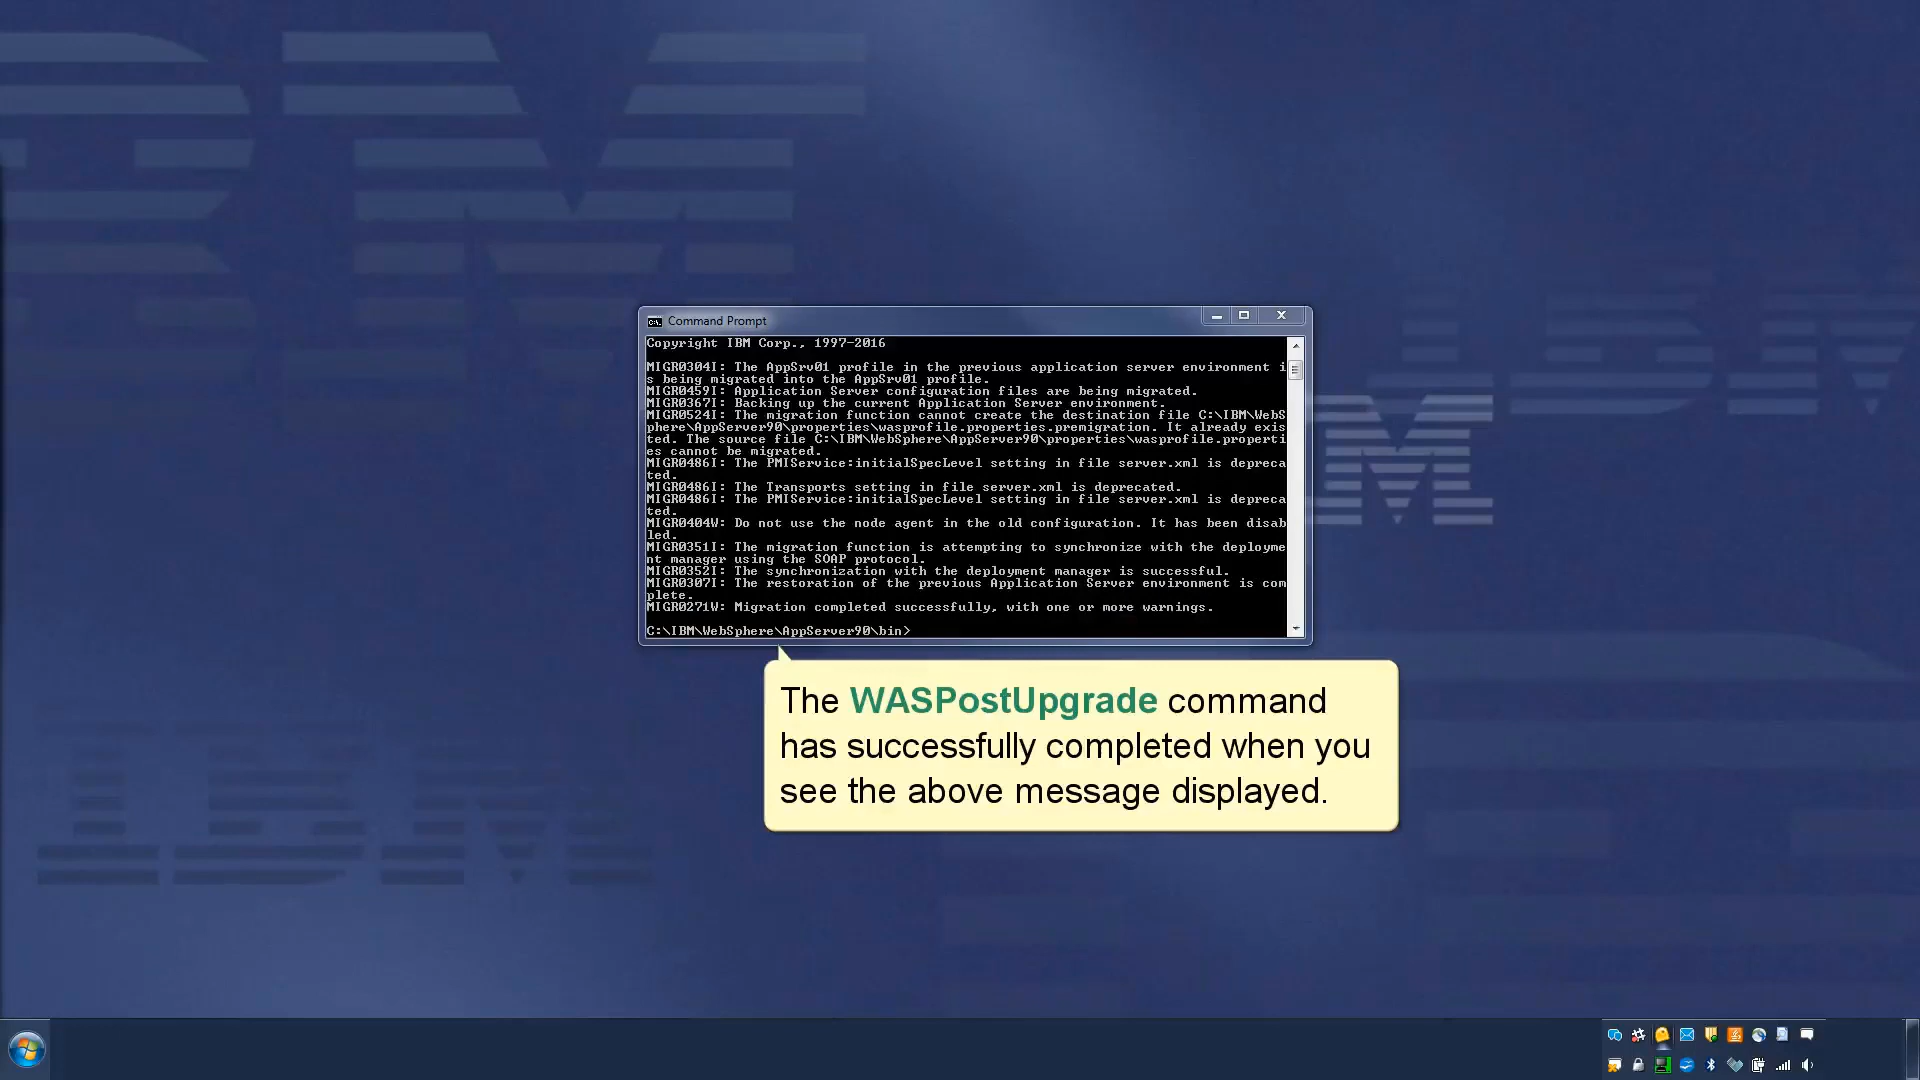 Command Prompt
Copyright IBM Corp., 1997-2016
MIGR0304I: The AppSrv01 profile in the previous application server environment i
s being migrated into the AppSrv01 profile.
MIGR0459I: Application Server configuration files are being migrated.
MIGR0367I: Backing up the current Application Server environment.
MIGR0524I: The migration function cannot create the destination file C:\IBM\WebS
phere\AppServer90\properties\wasprofile.properties.premigration. It already exis
ted. The source file C:\IBM\WebSphere\AppServer90\properties\wasprofile.properti
es cannot be migrated.
MIGR0486I: The PMIService:initialSpecLevel setting in file server.xml is depreca
ted.
MIGR0486I: The Transports setting in file server.xml is deprecated.
MIGR0486I: The PMIService:initialSpecLevel setting in file server.xml is depreca
ted.
MIGR0404W: Do not use the node agent in the old configuration. It has been disab
led.
MIGR0351I: The migration function is attempting to synchronize with the deployme
nt manager using the SOAP protocol.
MIGR0352I: The synchronization with the deployment manager is successful.
MIGR0307I: The restoration of the previous Application Server environment is com
plete.
MIGR0271W: Migration completed successfully, with one or more warnings.
C:\IBM\WebSphere\AppServer90\bin>
The WASPostUpgrade command
has successfully completed when you
see the above message displayed.